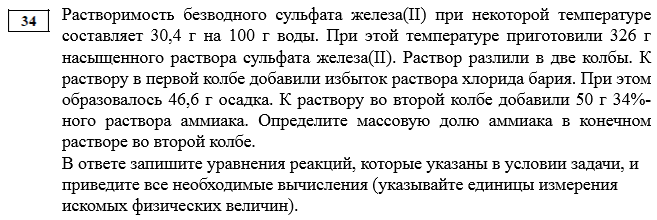 34
Растворимость безводного сульфата железа(II) при некоторой температуре
составляет 30,4 г на 100 г воды. При этой температуре приготовили 326 г
насыщенного раствора сульфата железа(II). Раствор разлили в две колбы. К
раствору в первой колбе добавили избыток раствора хлорида бария. При этом
образовалось 46,6 г осадка. К раствору во второй колбе добавили 50 г 34%-
ного раствора аммиака. Определите массовую долю аммиака в конечном
растворе во второй колбе.
В ответе запишите уравнения реакций, которые указаны в условии задачи, и
приведите все необходимые вычисления (указывайте единицы измерения
искомых физических величин).